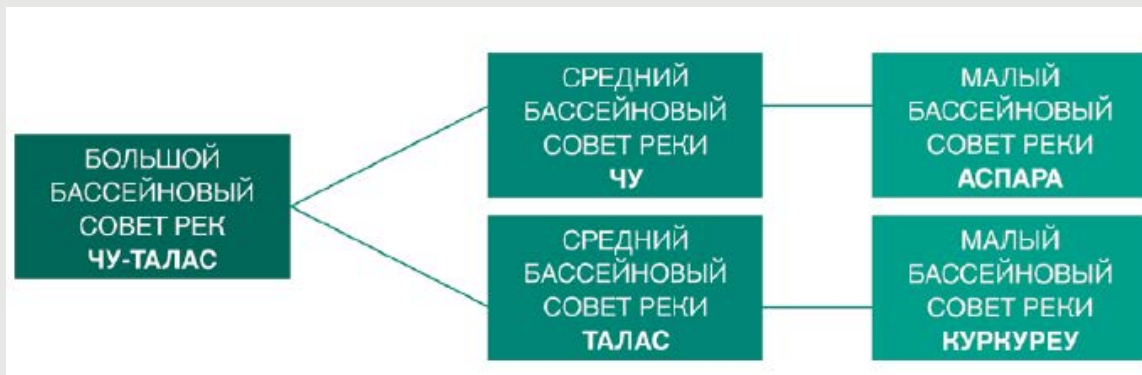 БОЛЬШОЙ
БАССЕЙНОВЫЙ
СОВЕТ РЕК
ЧУ-ТАЛАС
СРЕДНИЙ
БАССЕЙНОВЫЙ
СОВЕТ РЕКИ
ЧУ
МАЛЫЙ
БАССЕЙНОВЫЙ
СОВЕТ РЕКИ
АСПАРА
СРЕДНИЙ
БАССЕЙНОВЫЙ
СОВЕТ РЕКИ
ТАЛАС
МАЛЫЙ
БАССЕЙНОВЫЙ
СОВЕТ РЕКИ
КУРКУРЕУ